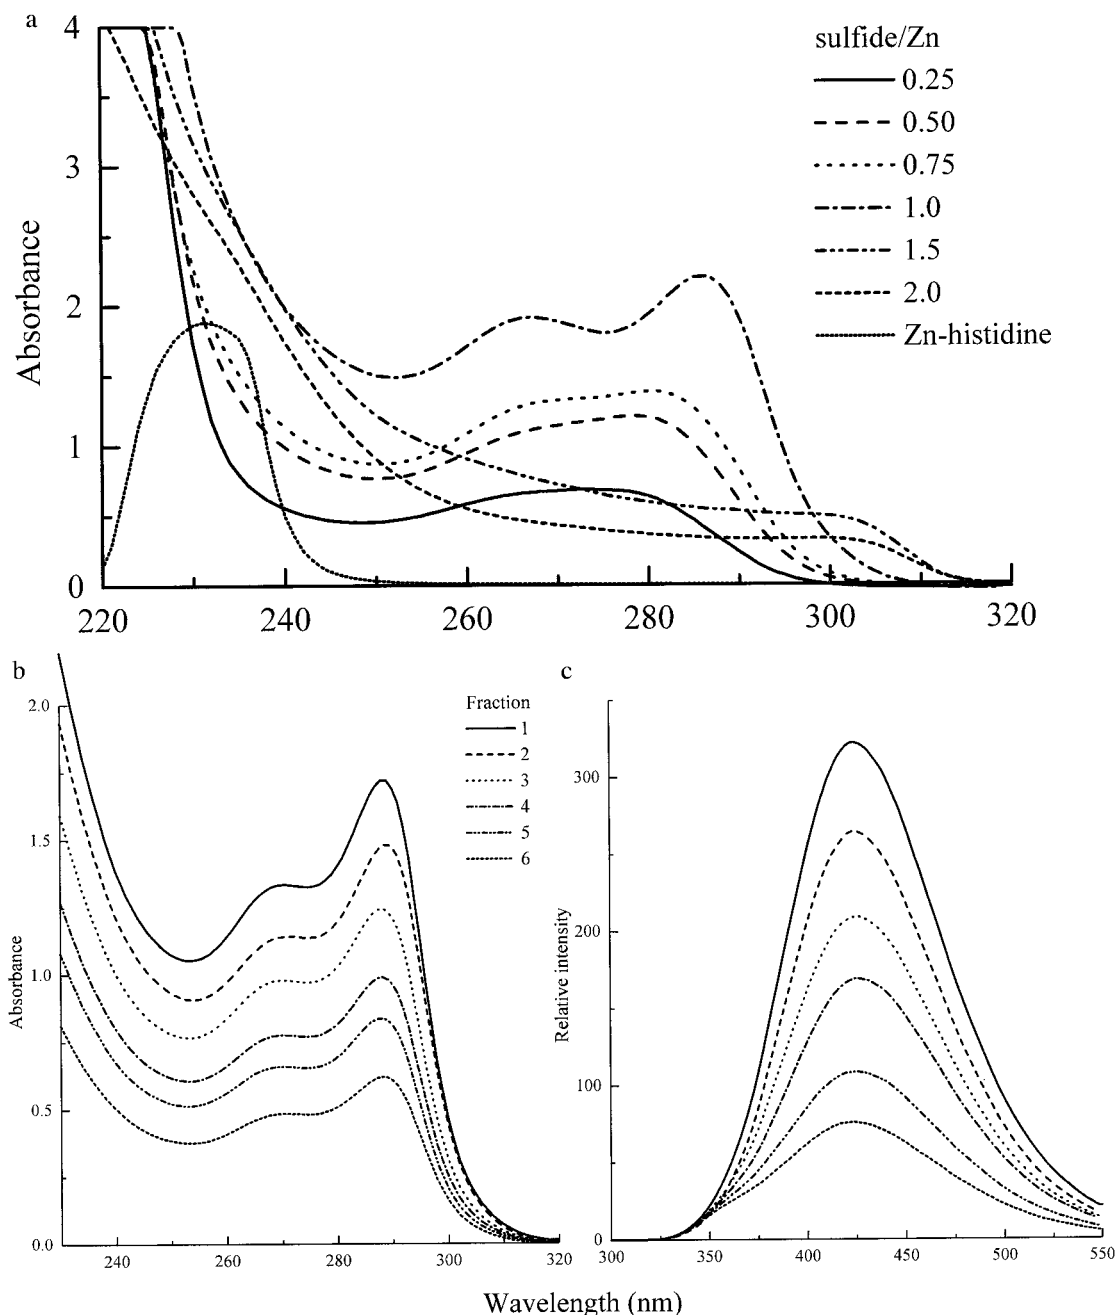 a
sulfide/Zn
0.25
0.50
0.75
1.0
1.5
2.0
Zn-histidine
Absorbance
4
3
2
1
0
220 240 260 280 300 320
b
Fraction
1
2
3
4
5
6
Absorbance
2.0
1.5
1.0
0.5
0.0
240 260 280 300 320
c
Relative intensity
300
200
100
0
300 350 400 450 500 550
Wavelength (nm)